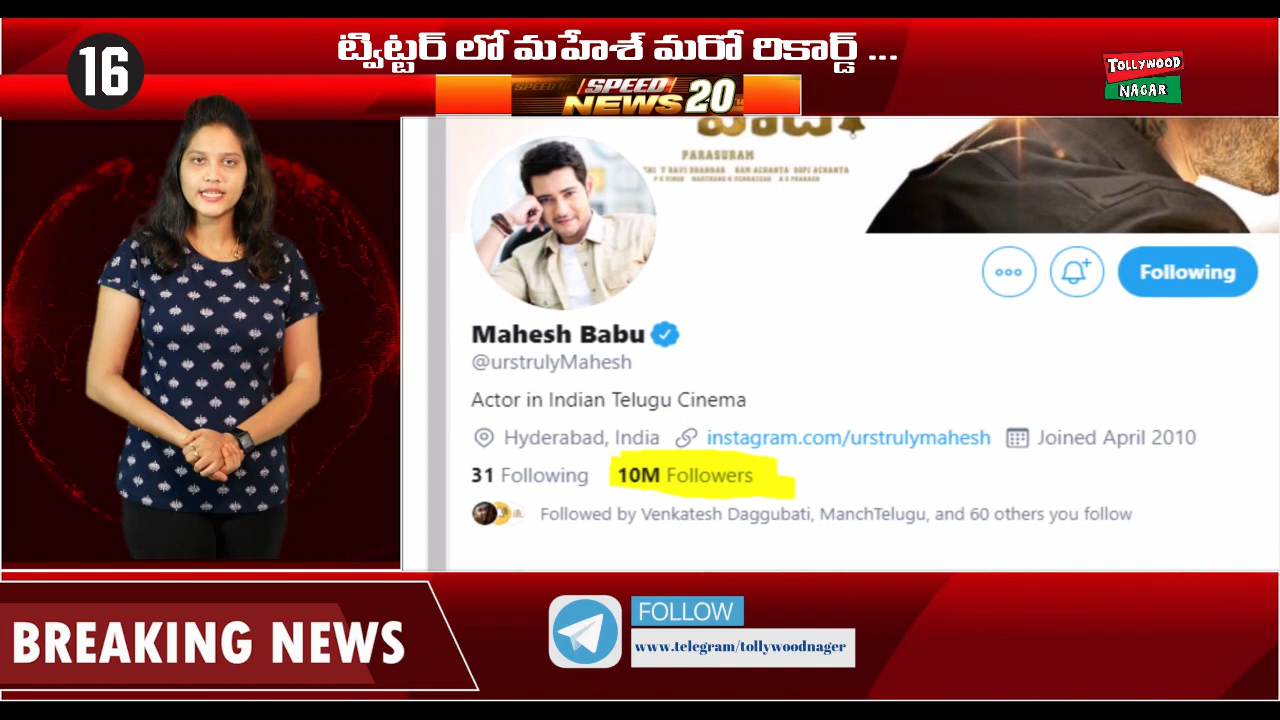 ట్విట్టర్ లో మహేశ్ మరో రికార్డ్ ...
16
SPEED
NEWS 20
TOLLYWOOD
NAGAR
PARASURAM
Mahesh Babu
@urstrulyMahesh
Actor in Indian Telugu Cinema
Hyderabad, India instagram.com/urstrulymahesh Joined April 2010
31 Following 10M Followers
Followed by Venkatesh Daggubati, ManchTelugu, and 60 others you follow
Following
BREAKING NEWS
FOLLOW
www.telegram/tollywoodnager